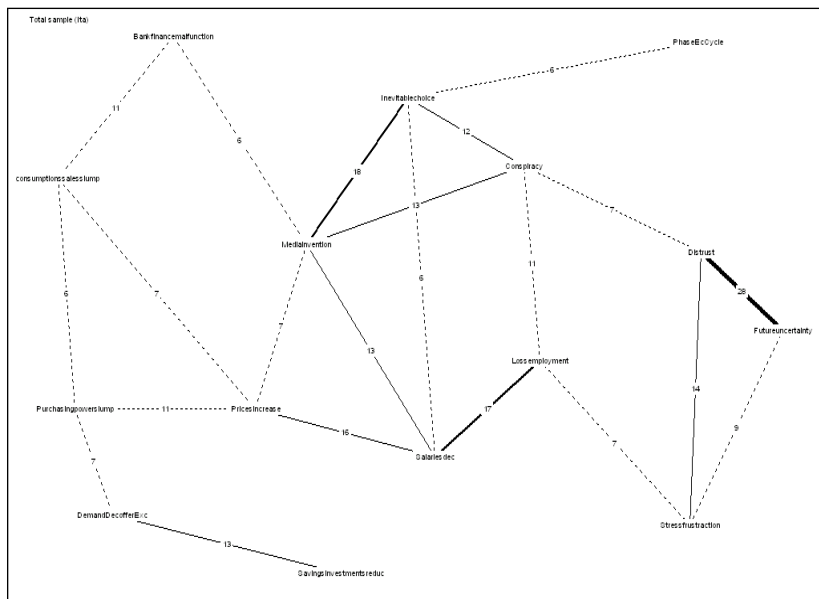 Total sample (Ita)
Bankfinancemalfunction
PhaseEcCycle
6
Inevitablechoice
11
12
6
Conspiracy
18
consumptionssalesslump
13
7
MediaInvention
Distrust
11
6
28
6
7
7
Futureuncertainty
13
Lossemployment
14
Purchasingpowerslump
11
PricesIncrease
17
9
16
7
Salariesdec
7
DemandDecofferExc
Stressfrustraction
13
SavingsInvestmentsreduc